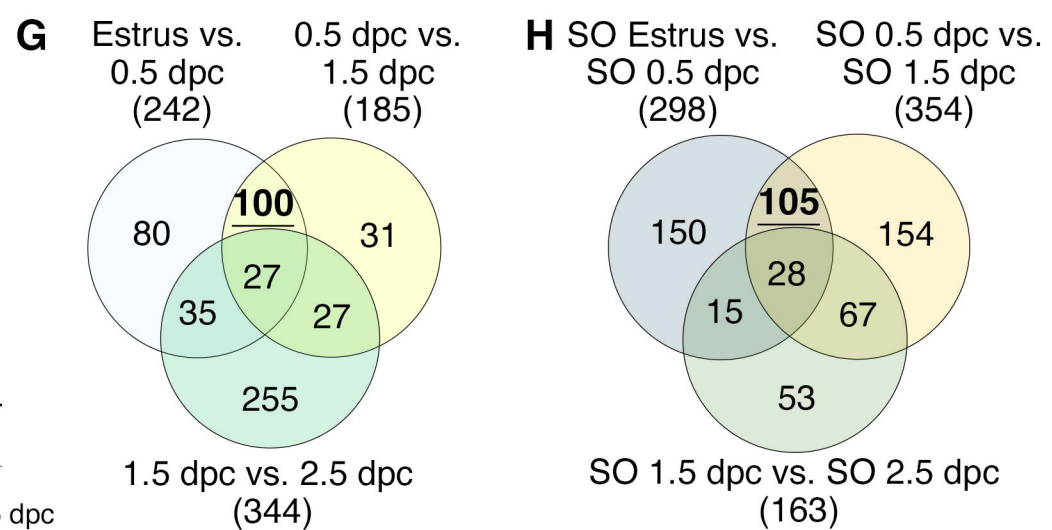 G
Estrus vs.
0.5 dpc
(242)
0.5 dpc vs.
1.5 dpc
(185)
80
100
31
27
35
27
255
1.5 dpc vs. 2.5 dpc
(344)
H
SO Estrus vs.
SO 0.5 dpc
(298)
SO 0.5 dpc vs.
SO 1.5 dpc
(354)
150
105
154
28
15
67
53
SO 1.5 dpc vs. SO 2.5 dpc
(163)
dpc